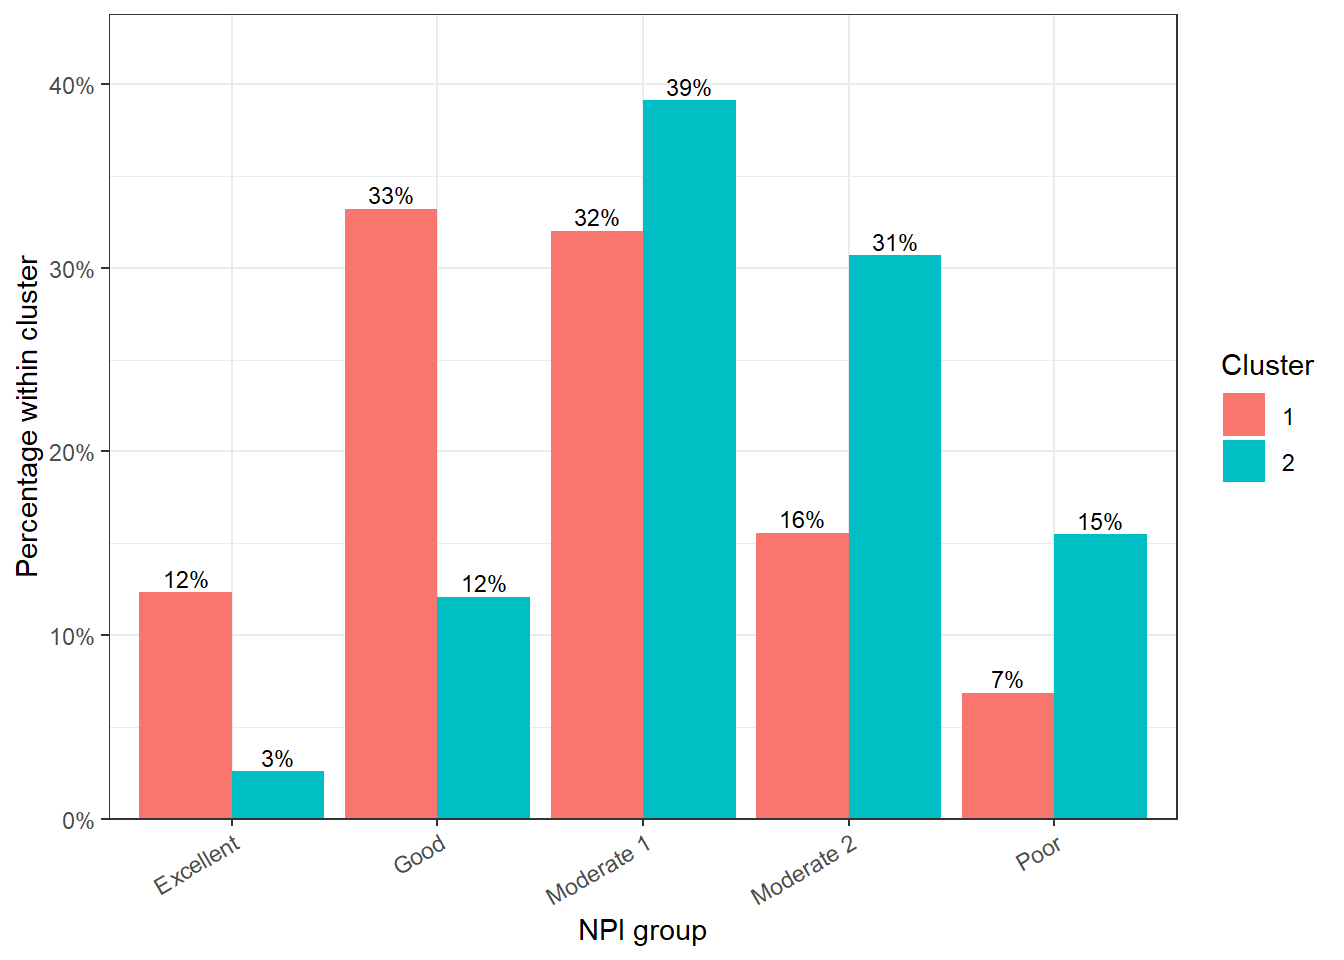 40%
30%
20%
10%
0%
Percentage within cluster
12%
3%
33%
12%
32%
39%
16%
31%
7%
15%
Excellent
Good
Moderate 1
Moderate 2
Poor
NPI group
Cluster
1
2